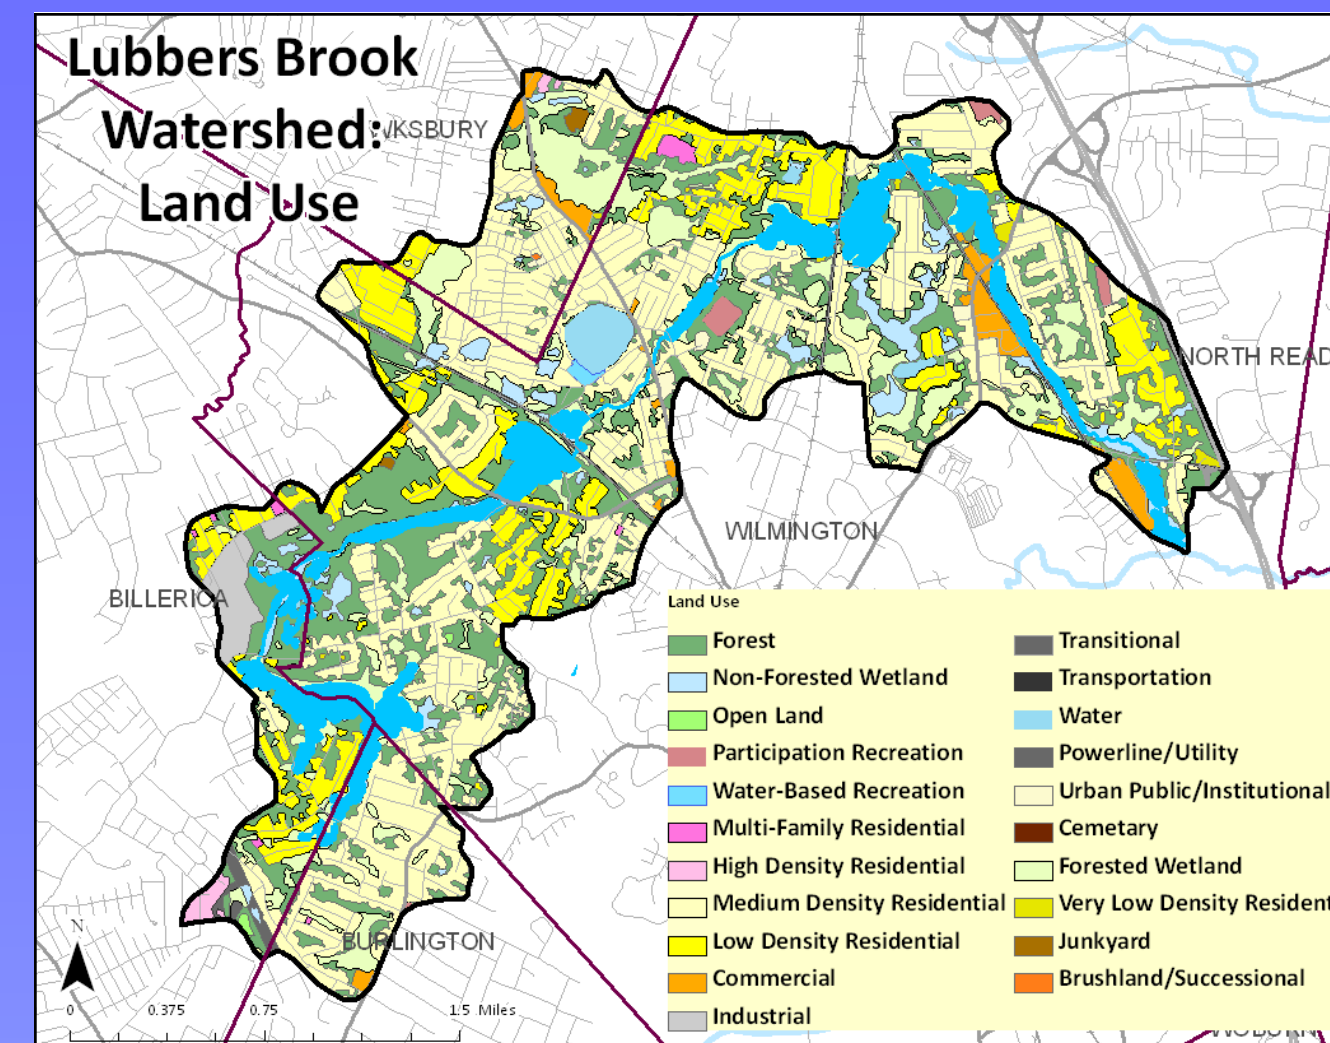 Lubbers Brook
Watershed:
Land Use
WKSBURY
NORTH READ
WILMINGTON
BILLERICA
BURLINGTON
N
0 0.375 0.75 1.5 Miles
Land Use
Forest
Non-Forested Wetland
Open Land
Participation Recreation
Water-Based Recreation
Multi-Family Residential
High Density Residential
Medium Density Residential
Low Density Residential
Commercial
Industrial
Transitional
Transportation
Water
Powerline/Utility
Urban Public/Institutional
Cemetary
Forested Wetland
Very Low Density Resident
Junkyard
Brushland/Successional
WOBURN